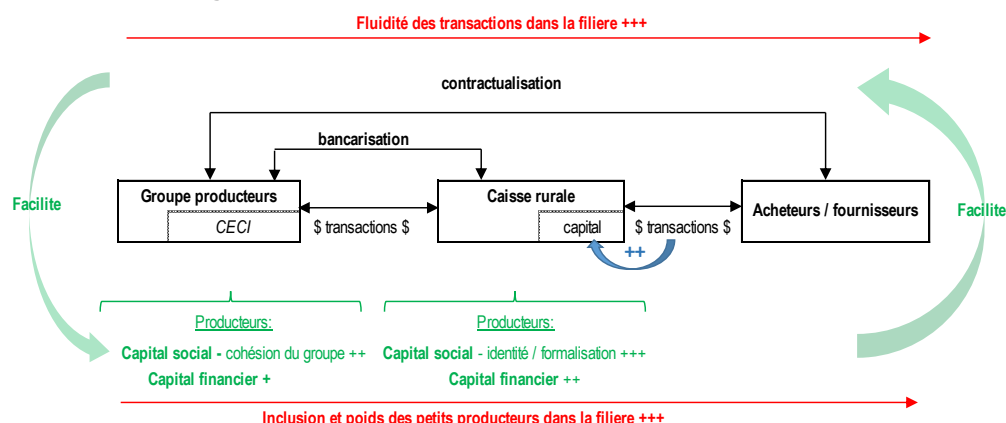 Fluidité des transactions dans la filiere +++
contractualisation
bancarisation
Facilite
Groupe producteurs
CECI
$ transactions $
Caisse rurale
capital
$ transactions $
++
Acheteurs / fournisseurs
Facilite
Producteurs:
Capital social - cohésion du groupe ++
Capital financier +
Producteurs:
Capital social - identité / formalisation +++
Capital financier ++
Inclusion et poids des petits producteurs dans la filiere +++